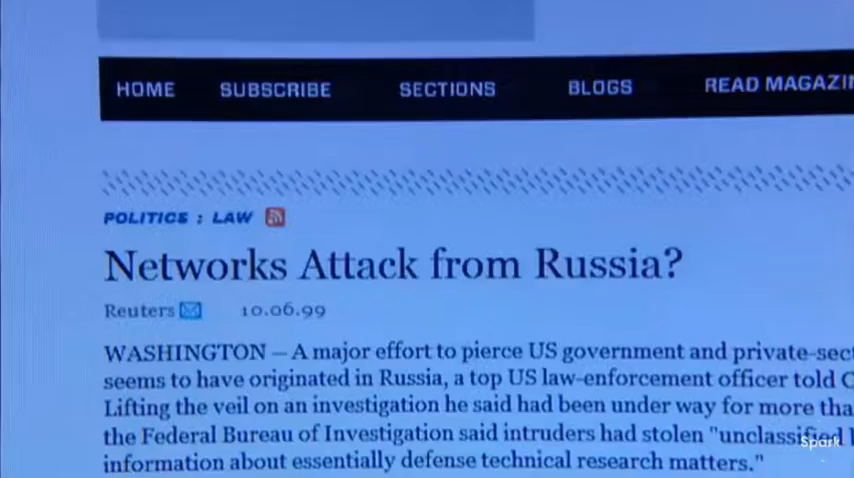 HOME SUBSCRIBE SECTIONS BLOGS READ MAGAZIN
POLITICS : LAW
Networks Attack from Russia?
Reuters 10.06.99
WASHINGTON – A major effort to pierce US government and private-sect
seems to have originated in Russia, a top US law-enforcement officer told C
Lifting the veil on an investigation he said had been under way for more tha
the Federal Bureau of Investigation said intruders had stolen "unclassified
information about essentially defense technical research matters."
Spark